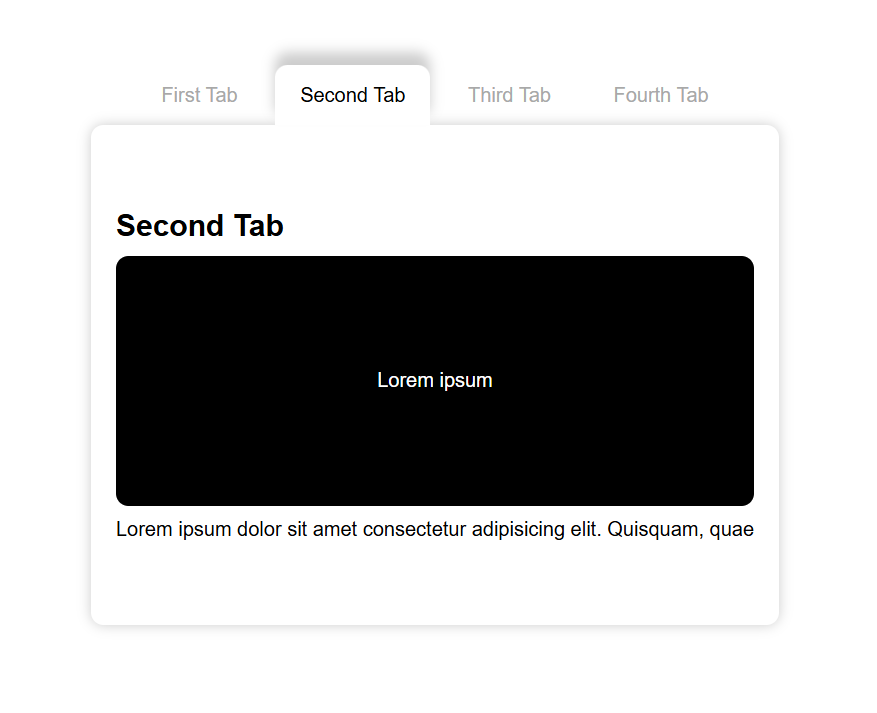 First Tab Second Tab Third Tab Fourth Tab
Second Tab
Lorem ipsum
Lorem ipsum dolor sit amet consectetur adipisicing elit. Quisquam, quae